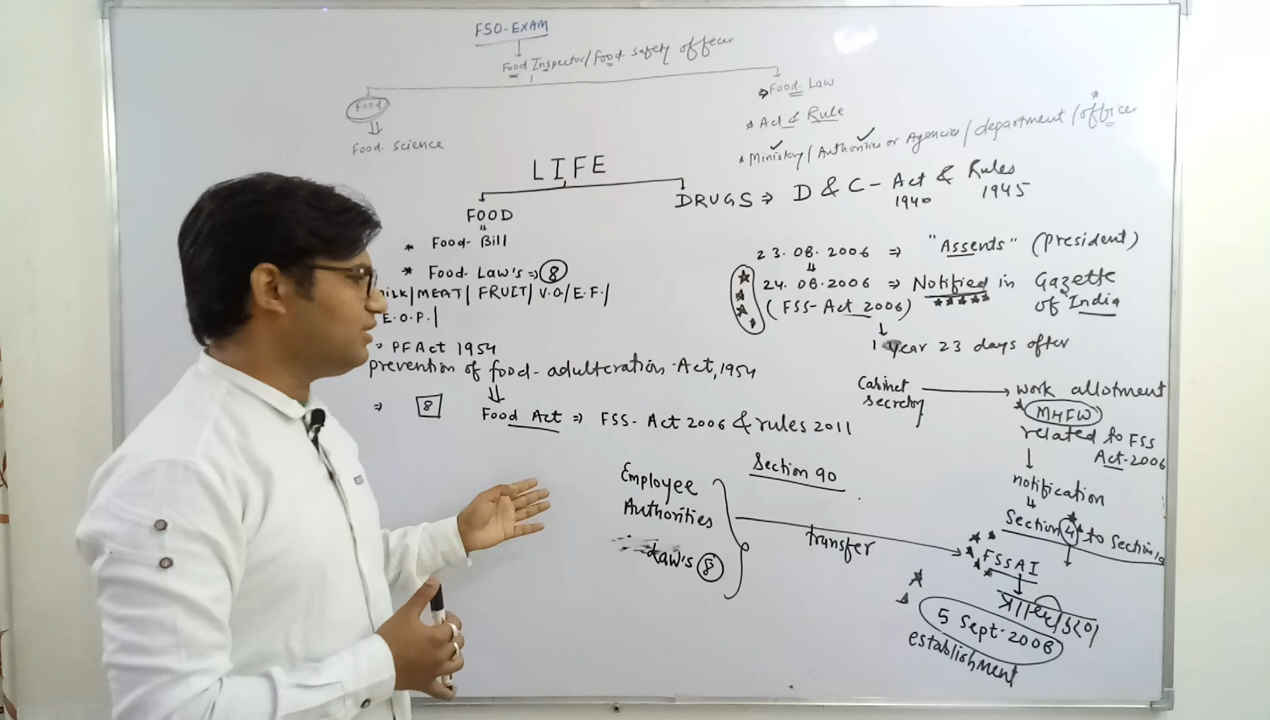 FSO-EXAM
Food Inspector/food safety officer
Food
Food Science
Food Law
Act & Rule
Ministory/Authorities or Agencies/department/officer
LIFE
FOOD
DRUGS ⇒ D & C - Act & Rules
1940 1945
* Food-Bill
* Food-Law's ⇒ 8
MILK/MEAT/FRUIT/V.O/E.F./
E.O.P./
PFAct 1954
prevention of food-adulteration-Act,1954
⇒ 8
Food Act ⇒ FSS-Act 2006 & rules 2011
23.08.2006 ⇒ "Assents" (President)
24.08.2006 ⇒ Notified in Gazette
of India
(FSS-Act 2006)
1 Year 23 days after
Cabinet
secretory
work allotment
MHFW
related to FSS
Act-2006
notification
Section 4 to Section
Section 90
Employee
Authorities
Law's 8
transfer
FSSAI
प्राधिकरण
5 Sept-2008
establishment